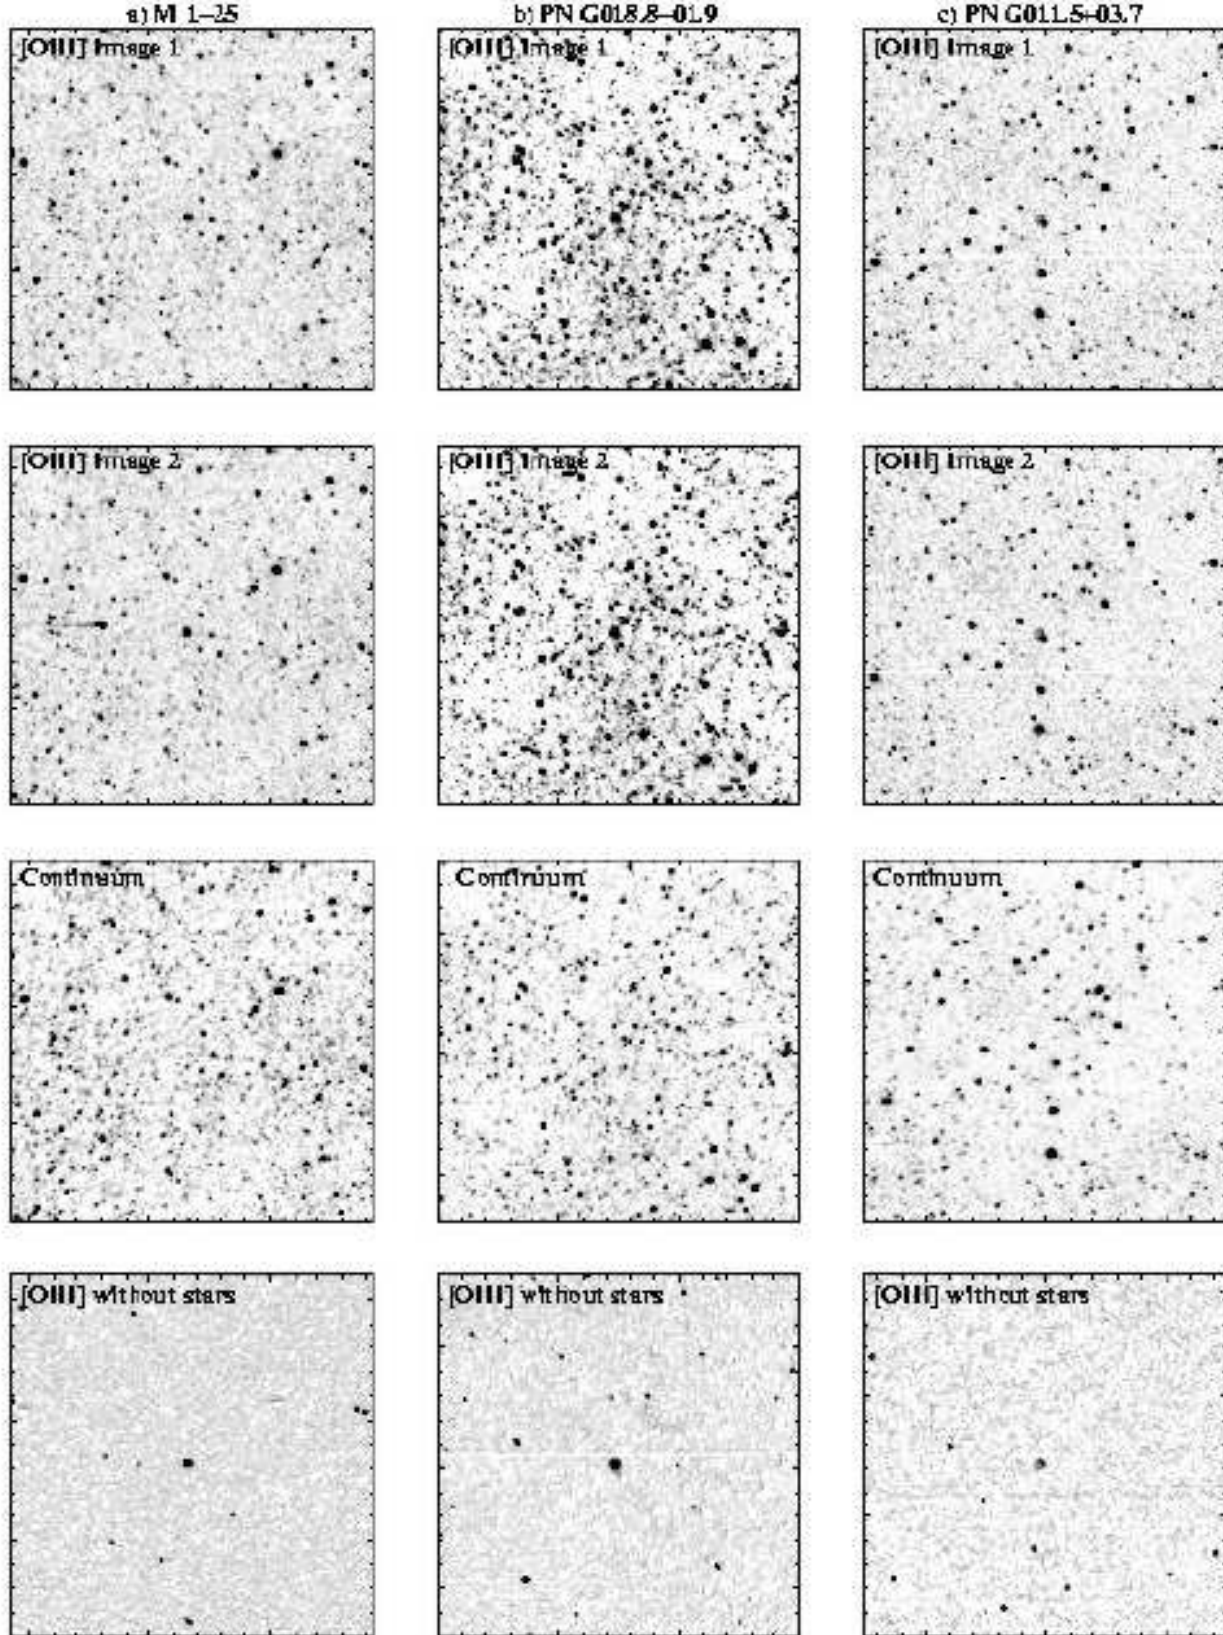 a) M 1–25
b) PN G018.8–01.9
c) PN G011.5–03.7
[OIII] Image 1
[OIII] Image 1
[OIII] Image 1
[OIII] Image 2
[OIII] Image 2
[OIII] Image 2
Continuum
Continuum
Continuum
[OIII] without stars
[OIII] without stars
[OIII] without stars